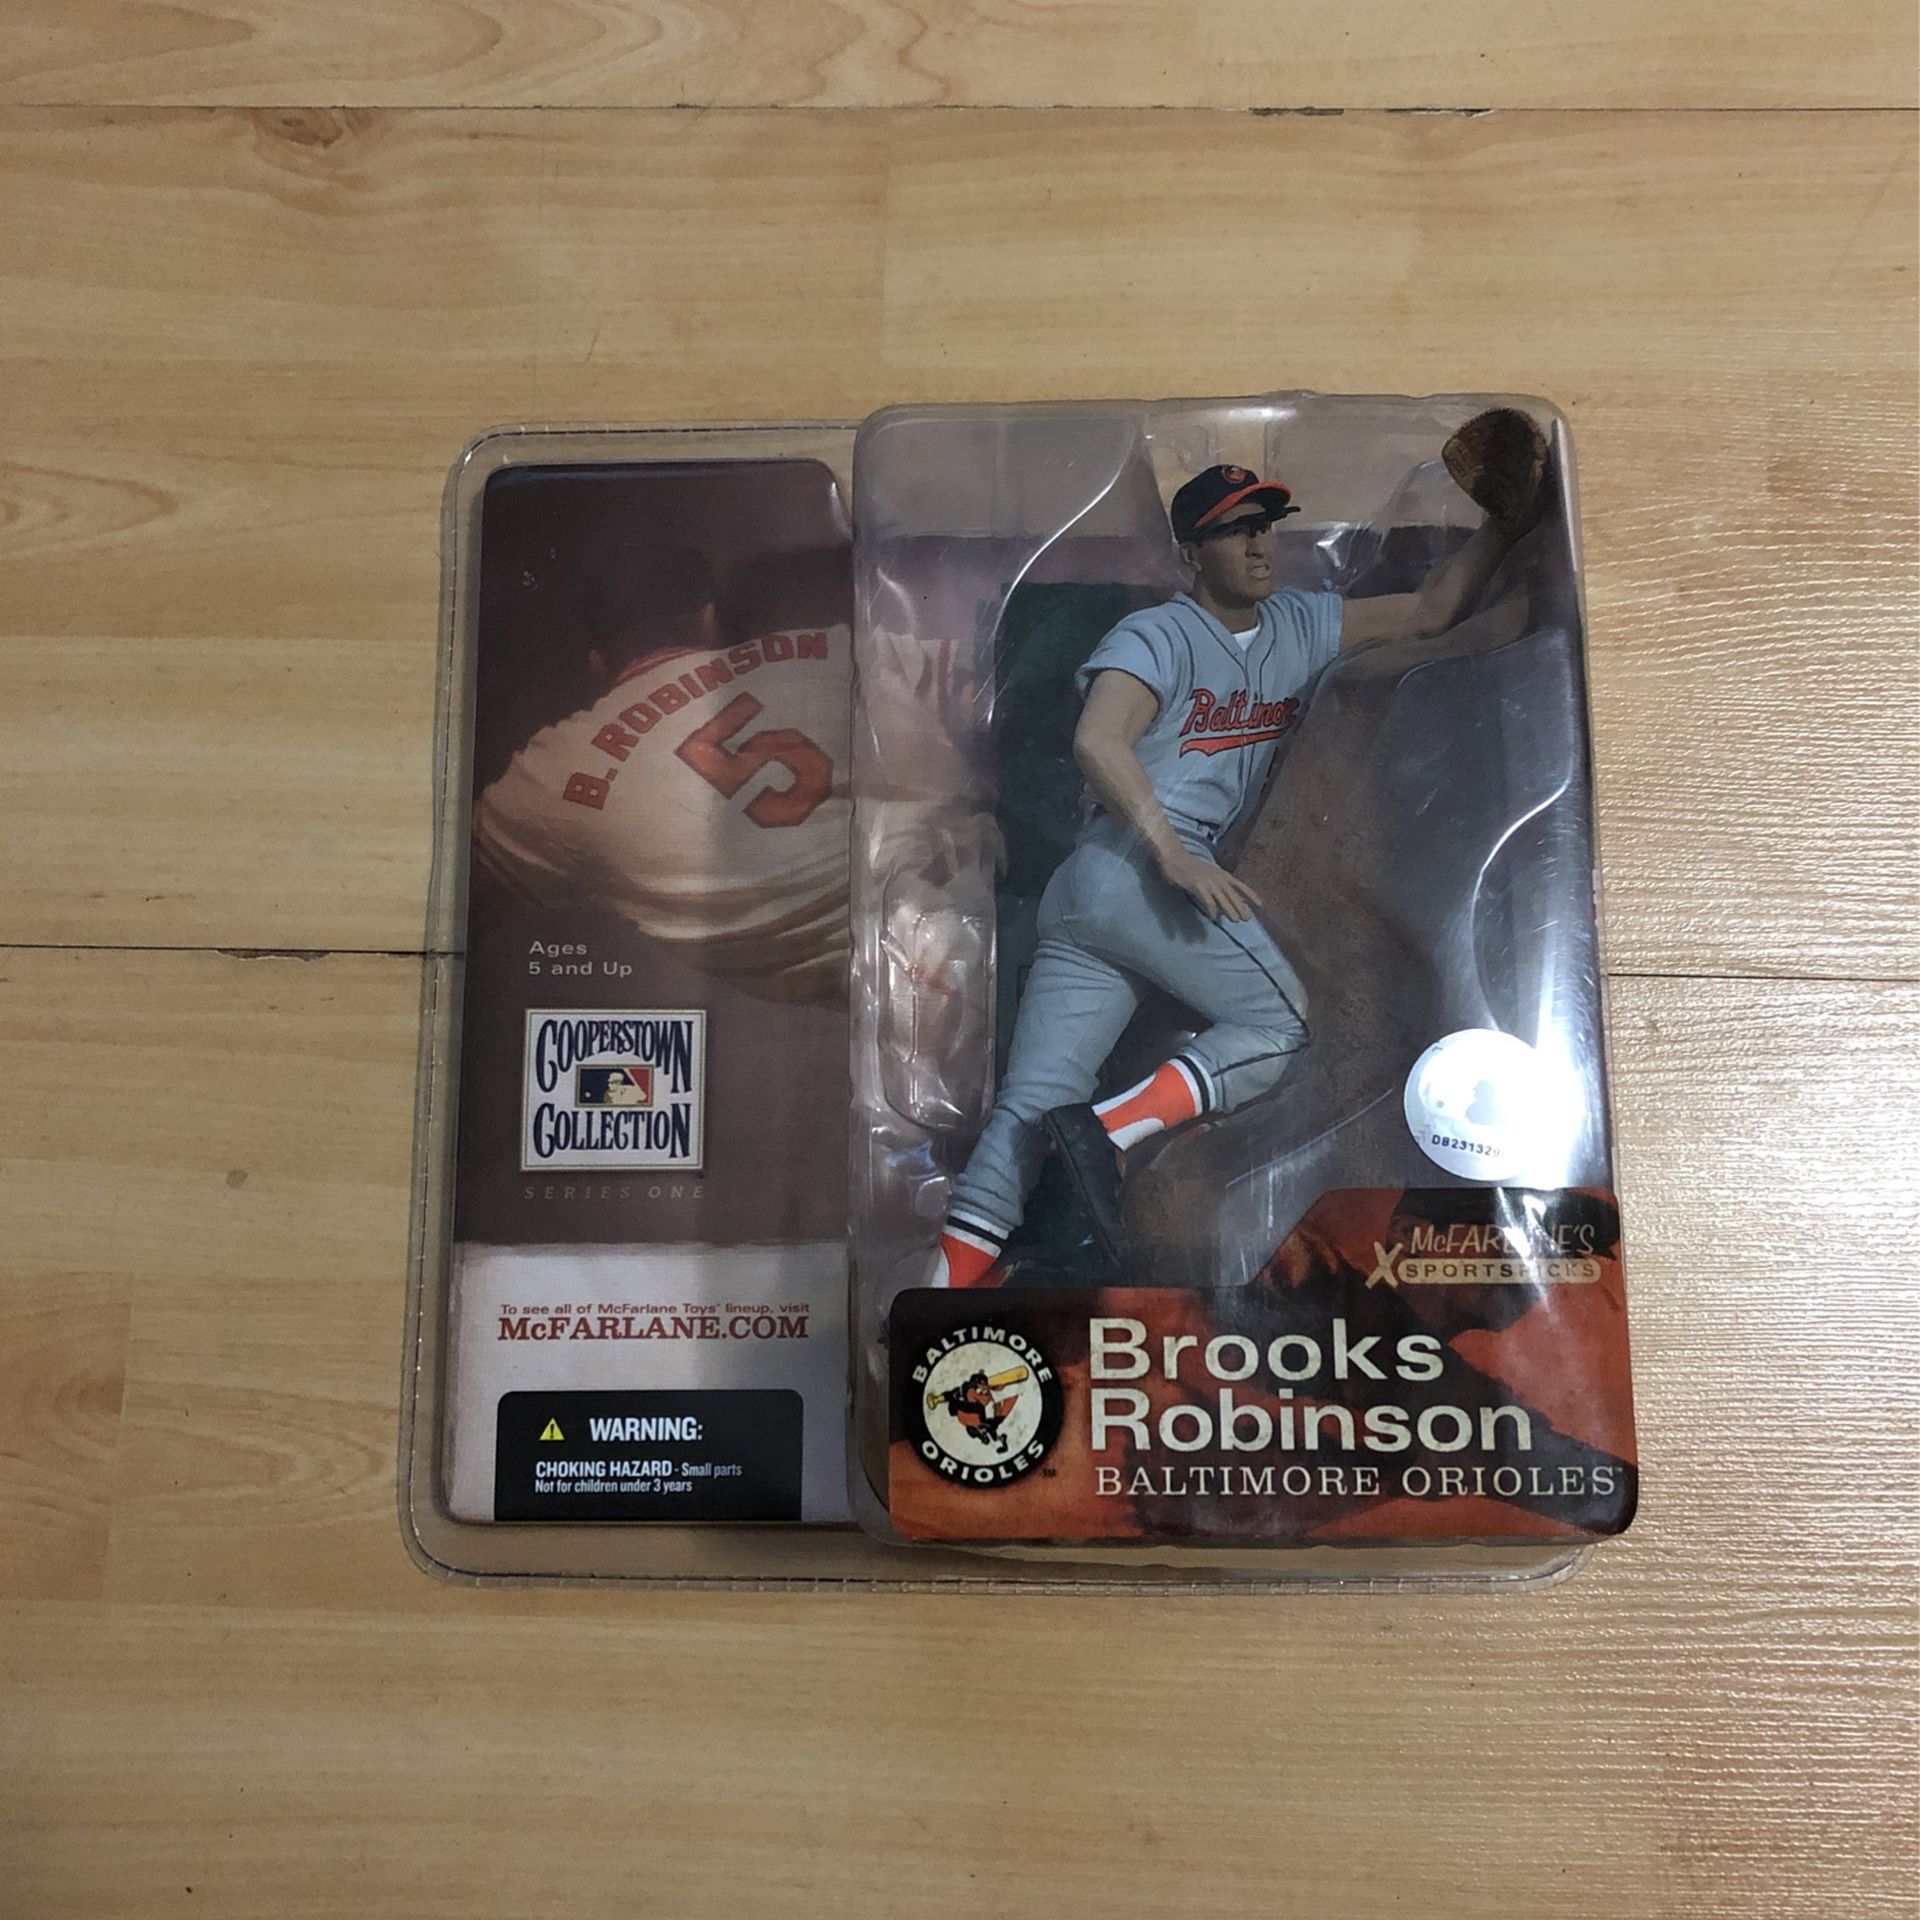 B. ROBINSON
5
Ages
5 and Up
COOPERSTOWN
COLLECTION
SERIES ONE
To see all of McFarlane Toys' lineup, visit
McFARLANE.COM
WARNING:
CHOKING HAZARD - Small parts
Not for children under 3 years
Baltimore
McFARLANE'S
SPORTSPICKS
BALTIMORE
ORIOLES
Brooks
Robinson
BALTIMORE ORIOLES™